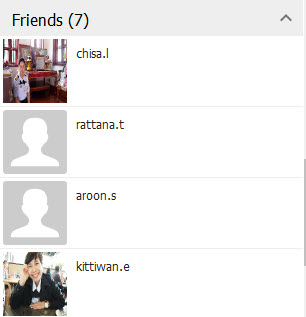 Friends (7)
chisa.l
rattana.t
aroon.s
kittiwan.e